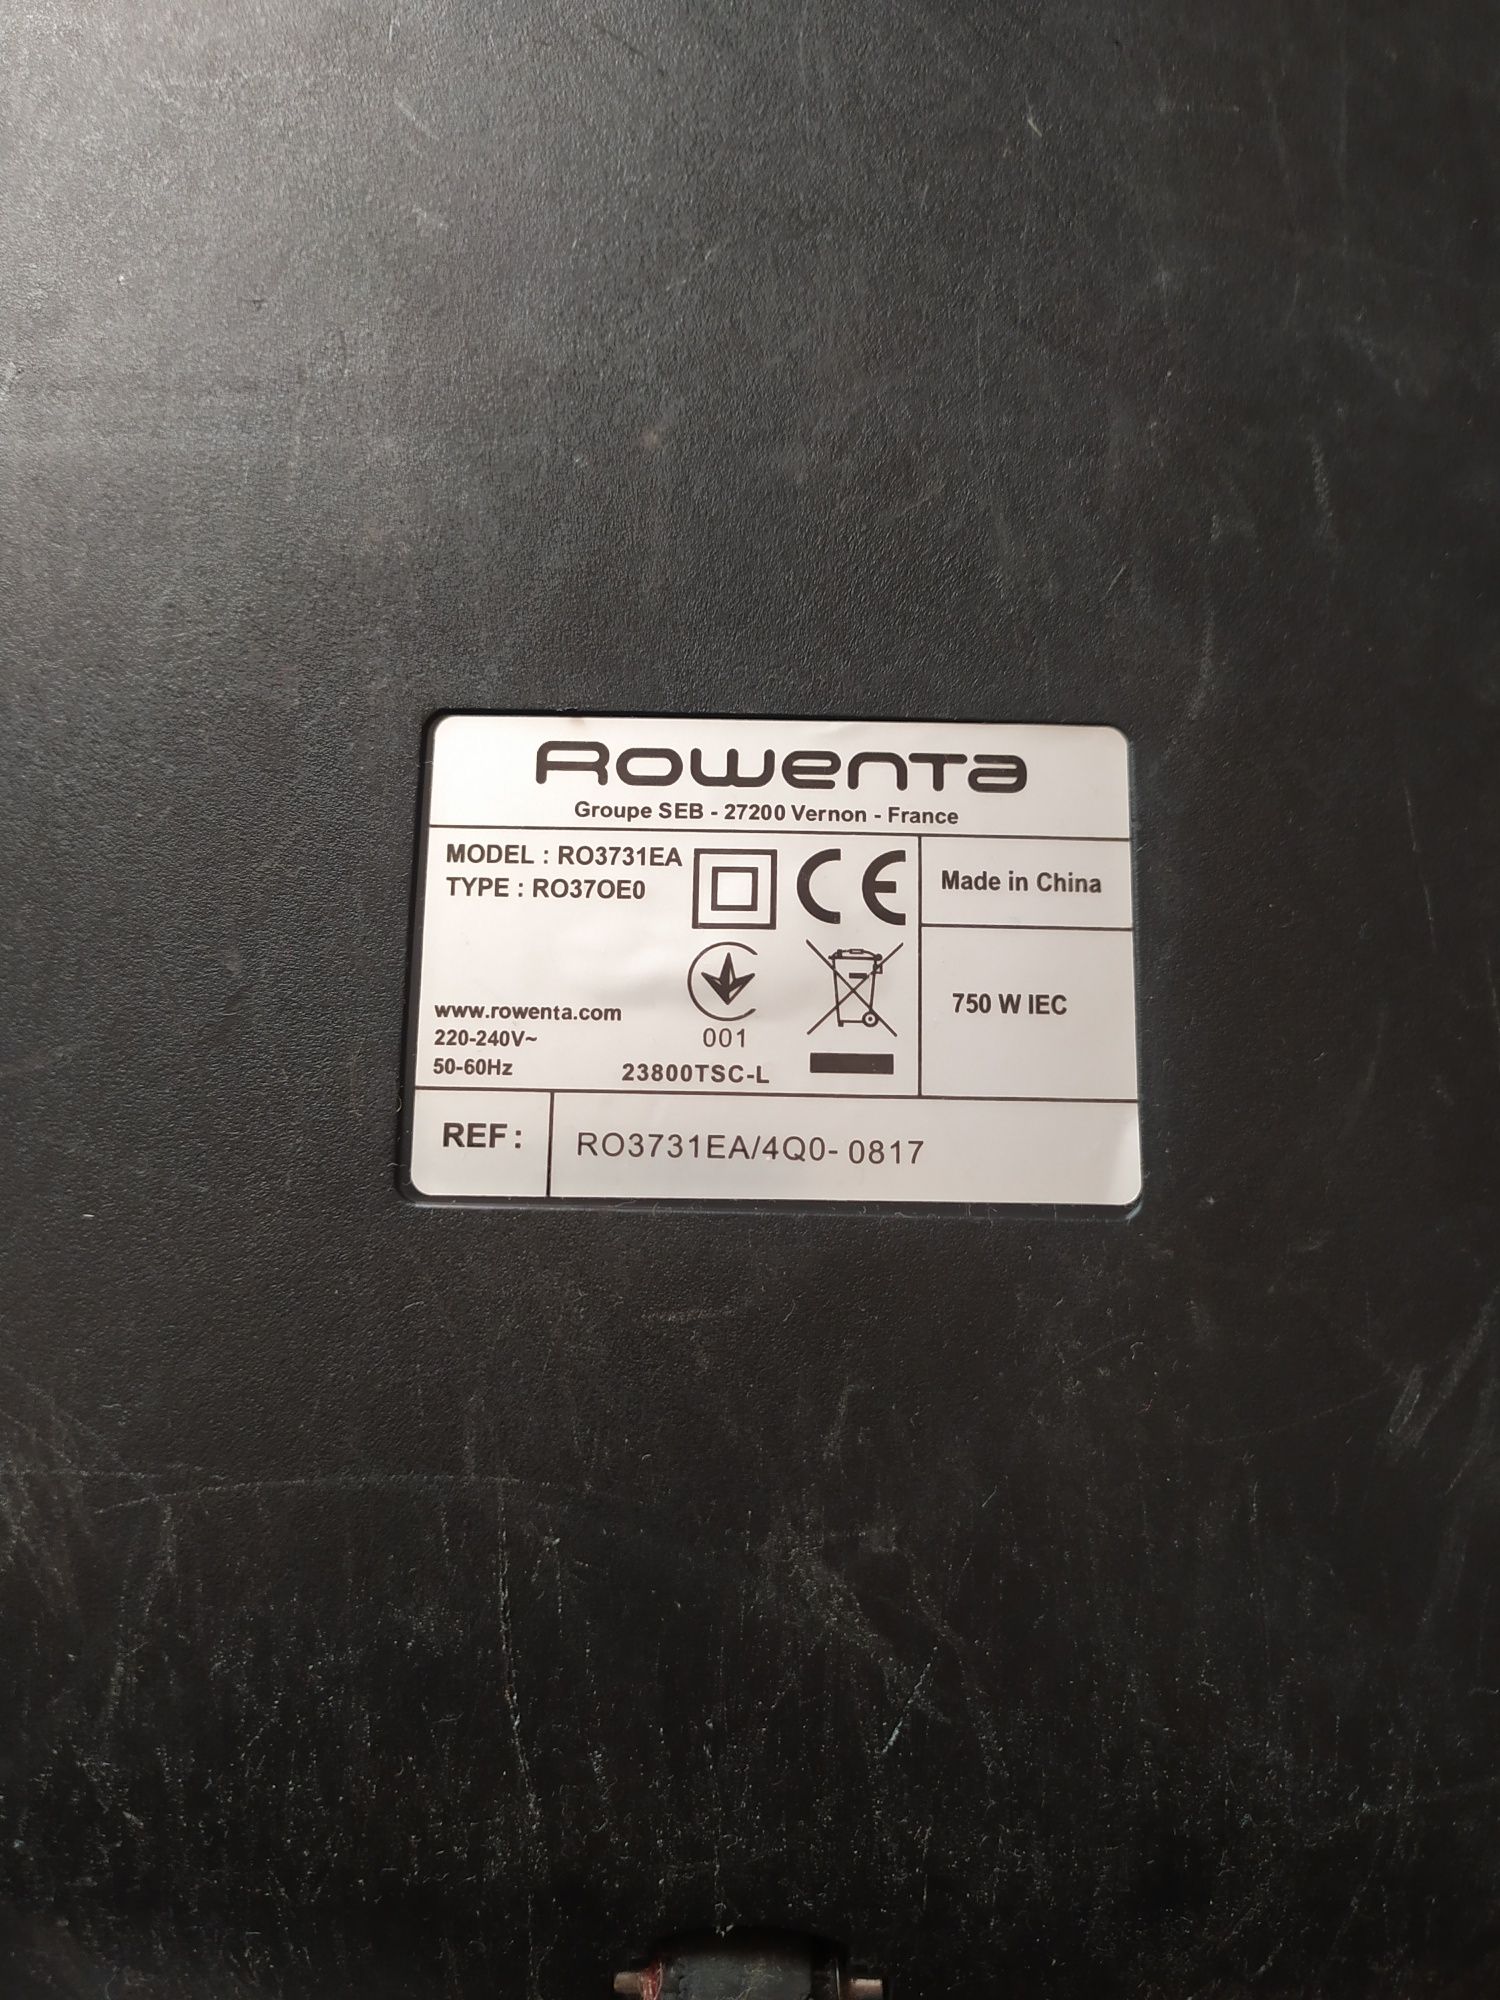 Rowenta
Groupe SEB - 27200 Vernon - France
MODEL : RO3731EA
TYPE : RO37OE0
CE
Made in China
www.rowenta.com
220-240V~
50-60Hz
001
23800TSC-L
750 W IEC
REF :
RO3731EA/4Q0- 0817